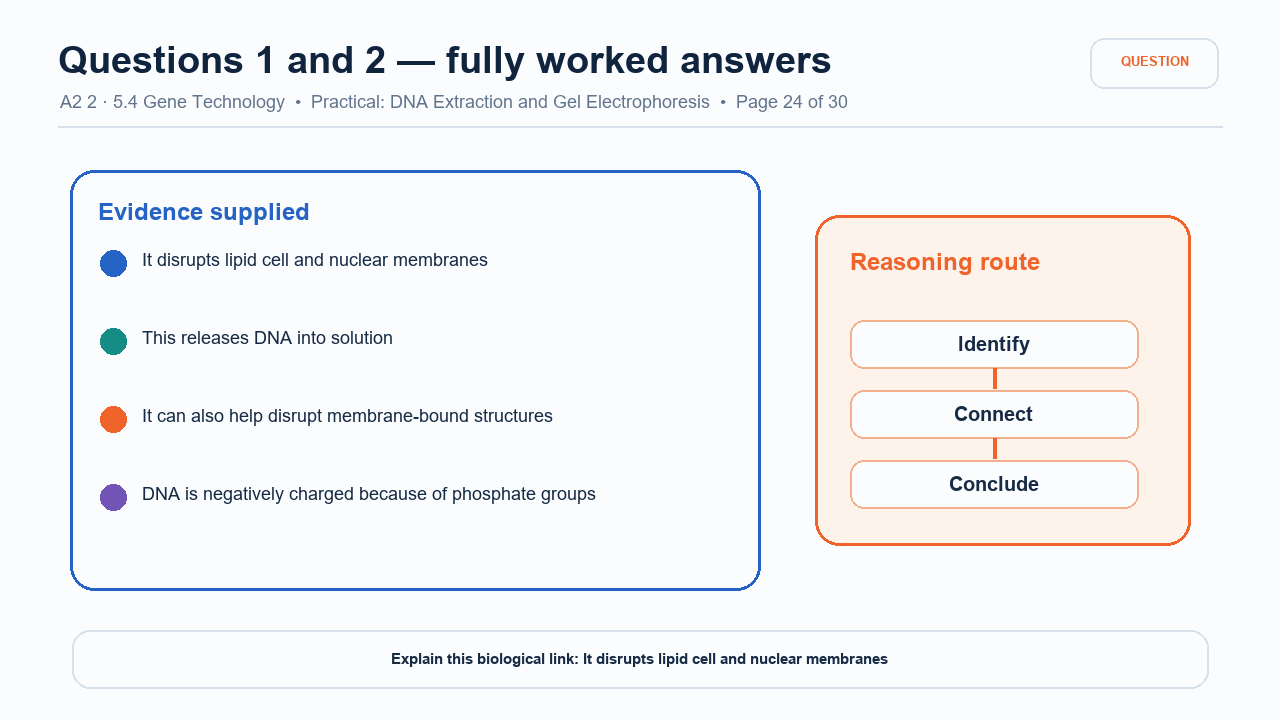 Questions 1 and 2 — fully worked answers
QUESTION
A2 2 · 5.4 Gene Technology • Practical: DNA Extraction and Gel Electrophoresis • Page 24 of 30
Evidence supplied
It disrupts lipid cell and nuclear membranes
This releases DNA into solution
It can also help disrupt membrane-bound structures
DNA is negatively charged because of phosphate groups
Reasoning route
Identify
Connect
Conclude
Explain this biological link: It disrupts lipid cell and nuclear membranes